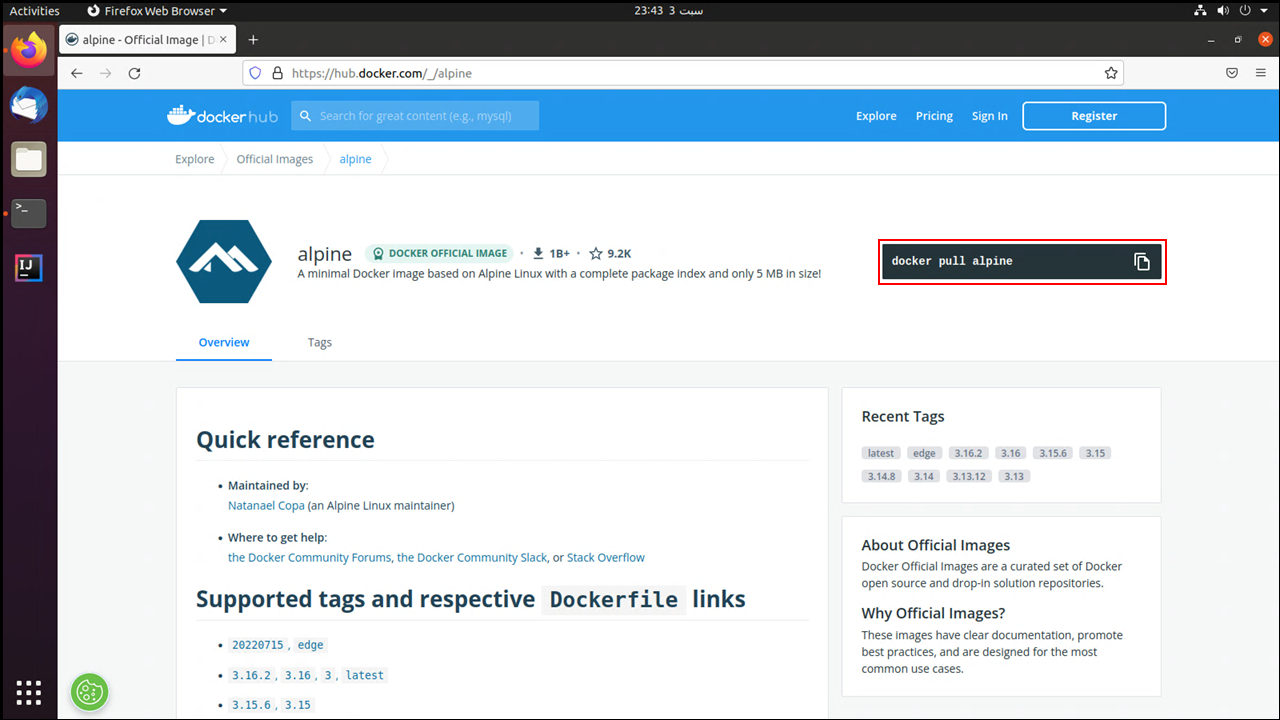 Activities
Firefox Web Browser
23:43 3 سبت
alpine - Official Image | D
https://hub.docker.com/_/alpine
docker hub
Search for great content (e.g., mysql)
Explore
Pricing
Sign In
Register
Explore
Official Images
alpine
alpine
DOCKER OFFICIAL IMAGE
· 1B+ · 9.2K
A minimal Docker image based on Alpine Linux with a complete package index and only 5 MB in size!
docker pull alpine
Overview
Tags
Quick reference
• Maintained by:
Natanael Copa (an Alpine Linux maintainer)
• Where to get help:
the Docker Community Forums, the Docker Community Slack, or Stack Overflow
Supported tags and respective Dockerfile links
• 20220715, edge
• 3.16.2, 3.16, 3, latest
• 3.15.6, 3.15
Recent Tags
latest edge 3.16.2 3.16 3.15.6 3.15
3.14.8 3.14 3.13.12 3.13
About Official Images
Docker Official Images are a curated set of Docker
open source and drop-in solution repositories.
Why Official Images?
These images have clear documentation, promote
best practices, and are designed for the most
common use cases.
>_
IJ